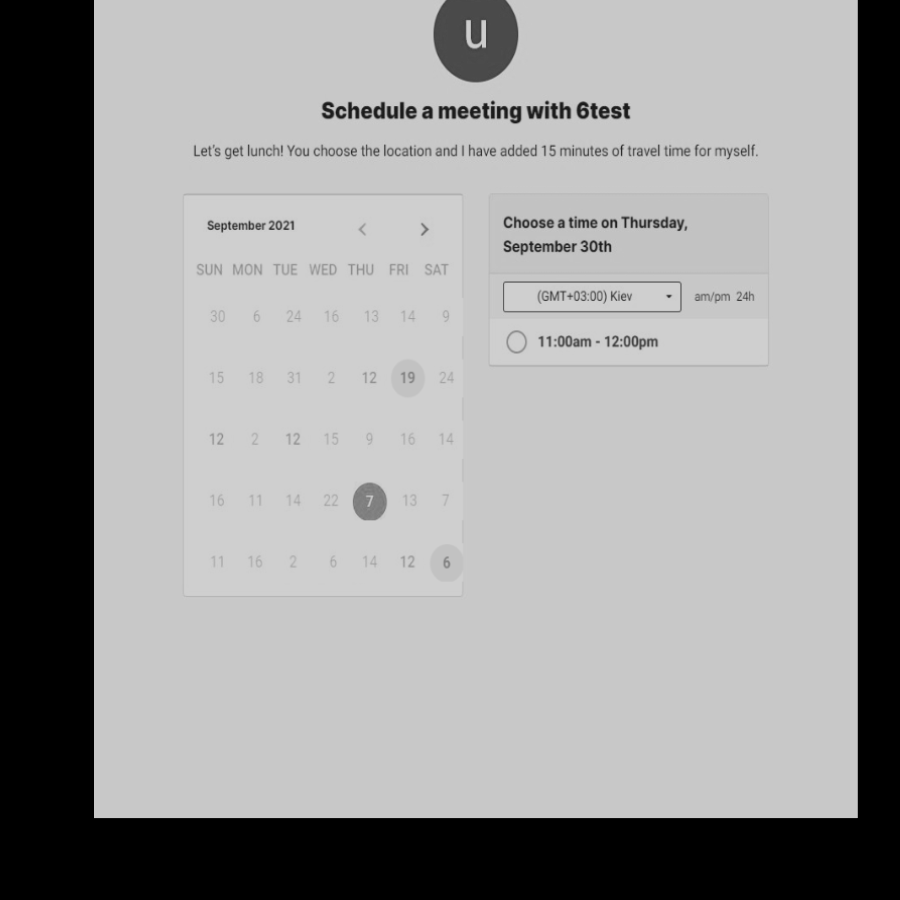 u
Schedule a meeting with 6test
Let's get lunch! You choose the location and I have added 15 minutes of travel time for myself.
September 2021
SUN MON TUE WED THU FRI SAT
30 6 24 16 13 14 9
15 18 31 2 12 19 24
12 2 12 15 9 16 14
16 11 14 22 7 13 7
11 16 2 6 14 12 6
Choose a time on Thursday,
September 30th
(GMT+03:00) Kiev am/pm 24h
11:00am - 12:00pm